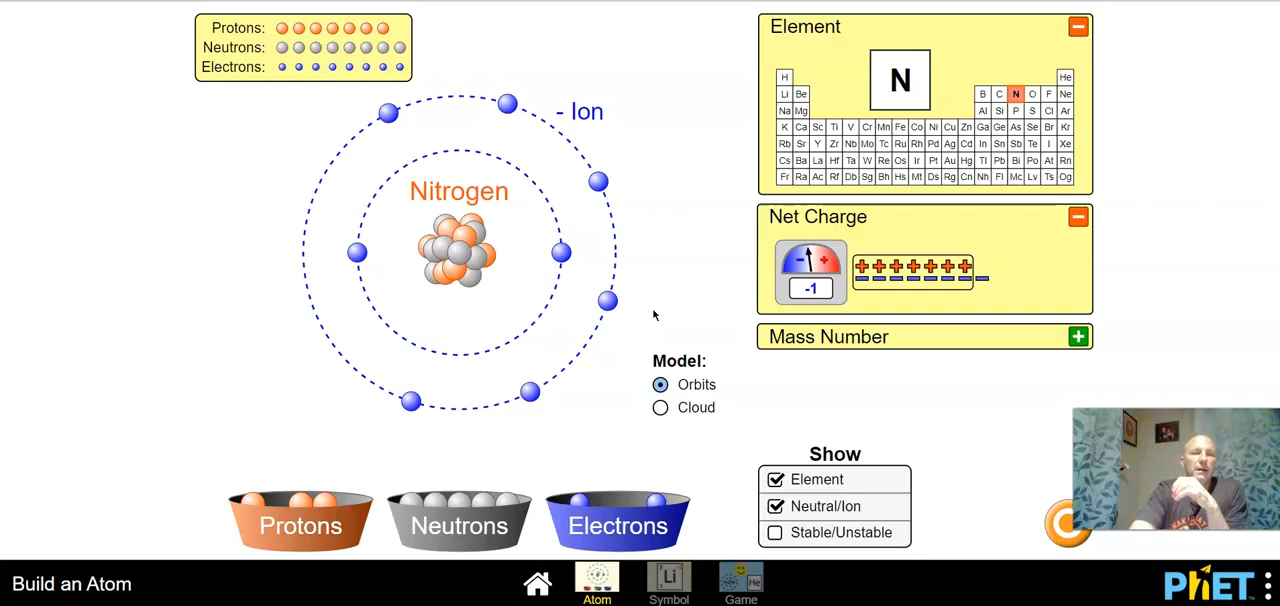 Protons:
Neutrons:
Electrons:
- Ion
Nitrogen
Element
N
H He
Li Be B C N O F Ne
Na Mg Al Si P S Cl Ar
K Ca Sc Ti V Cr Mn Fe Co Ni Cu Zn Ga Ge As Se Br Kr
Rb Sr Y Zr Nb Mo Tc Ru Rh Pd Ag Cd In Sn Sb Te I Xe
Cs Ba La Hf Ta W Re Os Ir Pt Au Hg Tl Pb Bi Po At Rn
Fr Ra Ac Rf Db Sg Bh Hs Mt Ds Rg Cn Nh Fl Mc Lv Ts Og
Net Charge
- +
-1
Mass Number
Model:
Orbits
Cloud
Show
Element
Neutral/Ion
Stable/Unstable
Protons
Neutrons
Electrons
Build an Atom
Atom
Li
Symbol
He
Game
PhET